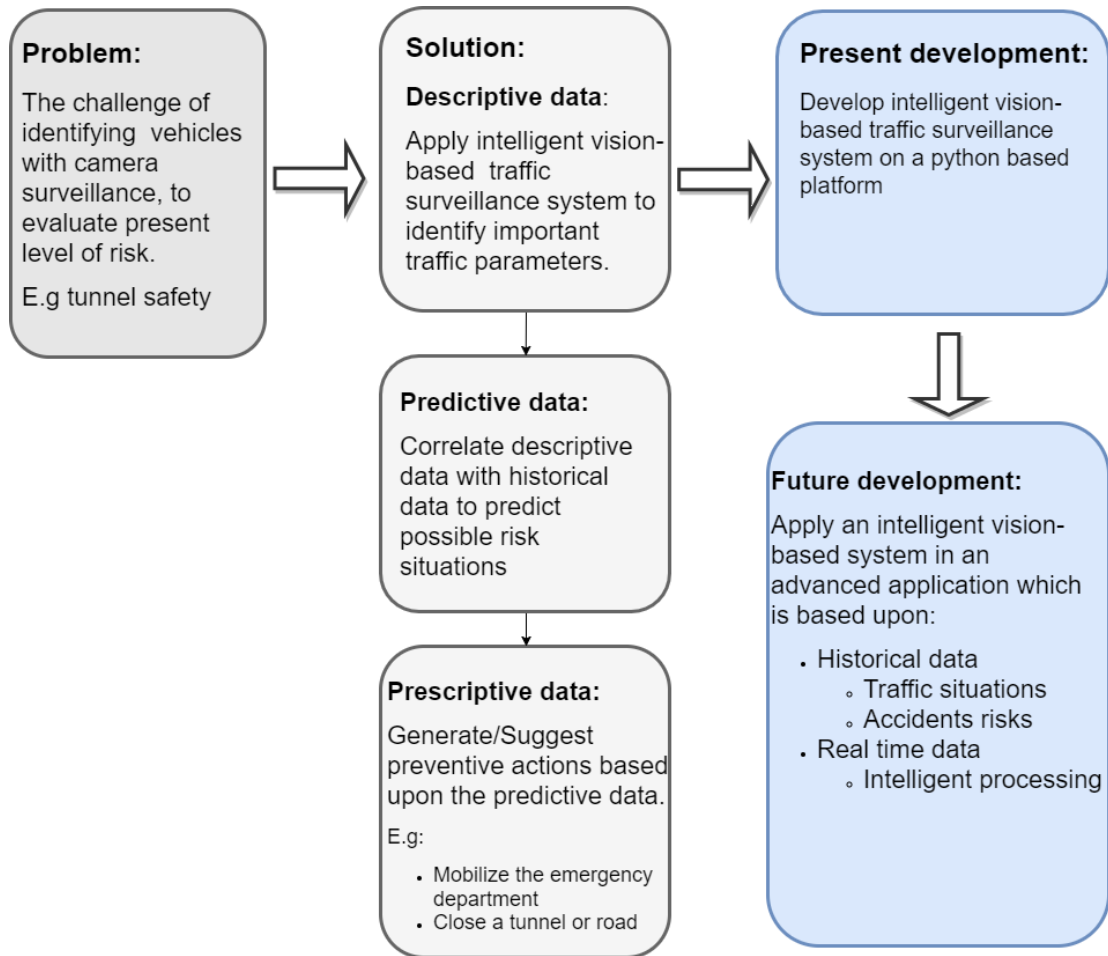 Problem:
The challenge of
identifying vehicles
with camera
surveillance, to
evaluate present
level of risk.
E.g tunnel safety
Solution:
Descriptive data:
Apply intelligent vision-
based traffic
surveillance system to
identify important
traffic parameters.
Predictive data:
Correlate descriptive
data with historical
data to predict
possible risk
situations
Prescriptive data:
Generate/Suggest
preventive actions based
upon the predictive data.
E.g:
• Mobilize the emergency
department
• Close a tunnel or road
Present development:
Develop intelligent vision-
based traffic surveillance
system on a python based
platform
Future development:
Apply an intelligent vision-
based system in an
advanced application which
is based upon:
• Historical data
◦ Traffic situations
◦ Accidents risks
• Real time data
◦ Intelligent processing